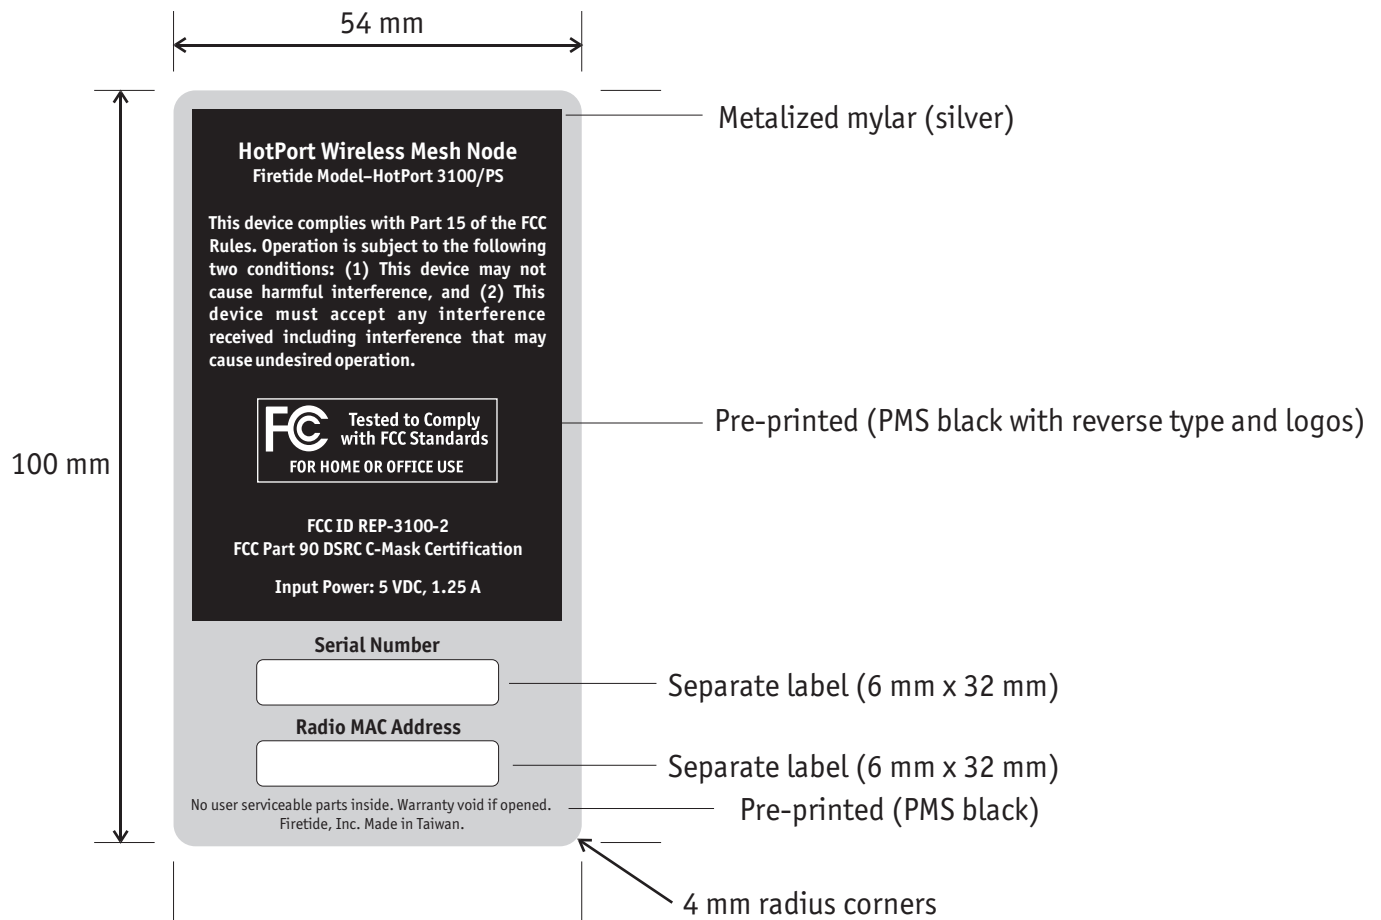 54 mm
Metalized mylar (silver)
HotPort Wireless Mesh Node
Firetide Model–HotPort 3100/PS
This device complies with Part 15 of the FCC
Rules. Operation is subject to the following
two conditions: (1) This device may not
cause harmful interference, and (2) This
device must accept any interference
received including interference that may
cause undesired operation.
Pre-printed (PMS black with reverse type and logos)
FC Tested to Comply
with FCC Standards
FOR HOME OR OFFICE USE
100 mm
FCC ID REP-3100-2
FCC Part 90 DSRC C-Mask Certification
Input Power: 5 VDC, 1.25 A
Serial Number
Separate label (6 mm x 32 mm)
Radio MAC Address
Separate label (6 mm x 32 mm)
No user serviceable parts inside. Warranty void if opened.
Firetide, Inc. Made in Taiwan.
Pre-printed (PMS black)
4 mm radius corners